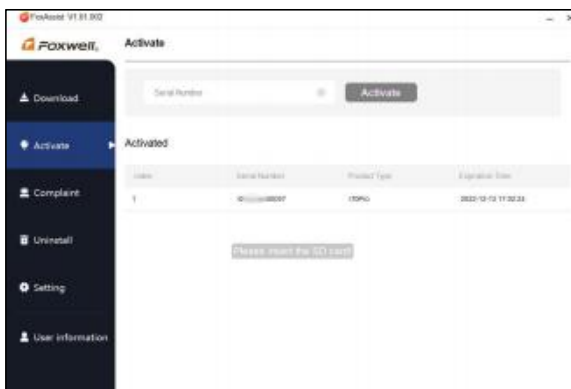 FoxAssist V1.01.002
FOXWELL
Activate
Download
Activate
Complaint
Uninstall
Setting
User information
Serial Number
Activate
Activated
Index Serial Number Product Type Expiration Time
1
Please insert the SD card!